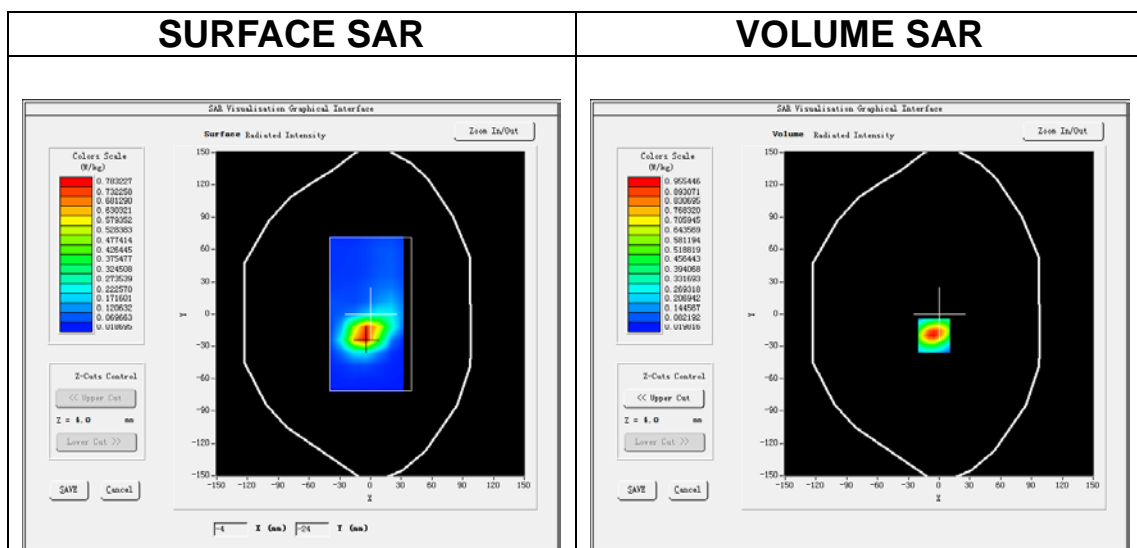 SURFACE SAR
VOLUME SAR
SAR Visualisation Graphical Interface
Surface Radiated Intensity
Zoom In/Out
Colors Scale
(W/kg)
0.783227
0.732258
0.681290
0.630321
0.579352
0.528383
0.477414
0.426445
0.375477
0.324508
0.273539
0.222570
0.171601
0.120632
0.069663
0.018695
150
120
90
60
30
0
-30
-60
-90
-120
-150
Y
-150 -120 -90 -60 -30 0 30 60 90 120 150
X
Z-Cuts Control
<< Upper Cut
Z = 4.0 mm
Lower Cut >>
SAVE Cancel
-4 X (mm) -24 Y (mm)
SAR Visualisation Graphical Interface
Volume Radiated Intensity
Zoom In/Out
Colors Scale
(W/kg)
0.955446
0.893071
0.830695
0.768320
0.705945
0.643569
0.581194
0.518819
0.456443
0.394068
0.331693
0.269318
0.206942
0.144567
0.082192
0.019816
150
120
90
60
30
0
-30
-60
-90
-120
-150
Y
-150 -120 -90 -60 -30 0 30 60 90 120 150
X
Z-Cuts Control
<< Upper Cut
Z = 4.0 mm
Lower Cut >>
SAVE Cancel